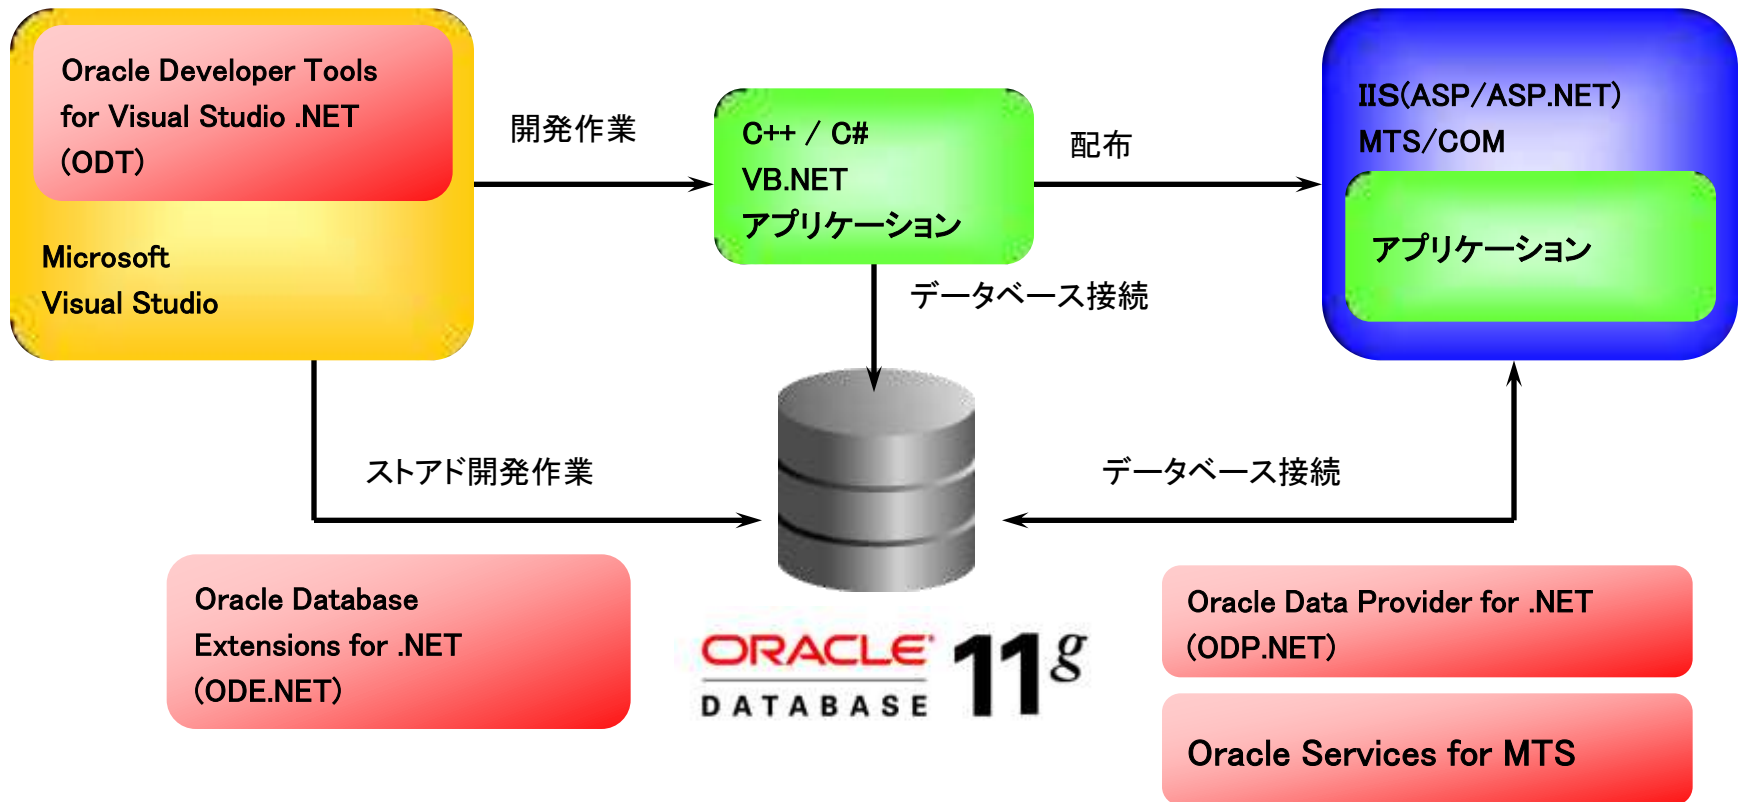 Oracle Developer Tools
for Visual Studio .NET
(ODT)
Microsoft
Visual Studio
開発作業
C++ / C#
VB.NET
アプリケーション
配布
IIS(ASP/ASP.NET)
MTS/COM
アプリケーション
データベース接続
ストアド開発作業
データベース接続
Oracle Database
Extensions for .NET
(ODE.NET)
ORACLE 11g
DATABASE
Oracle Data Provider for .NET
(ODP.NET)
Oracle Services for MTS